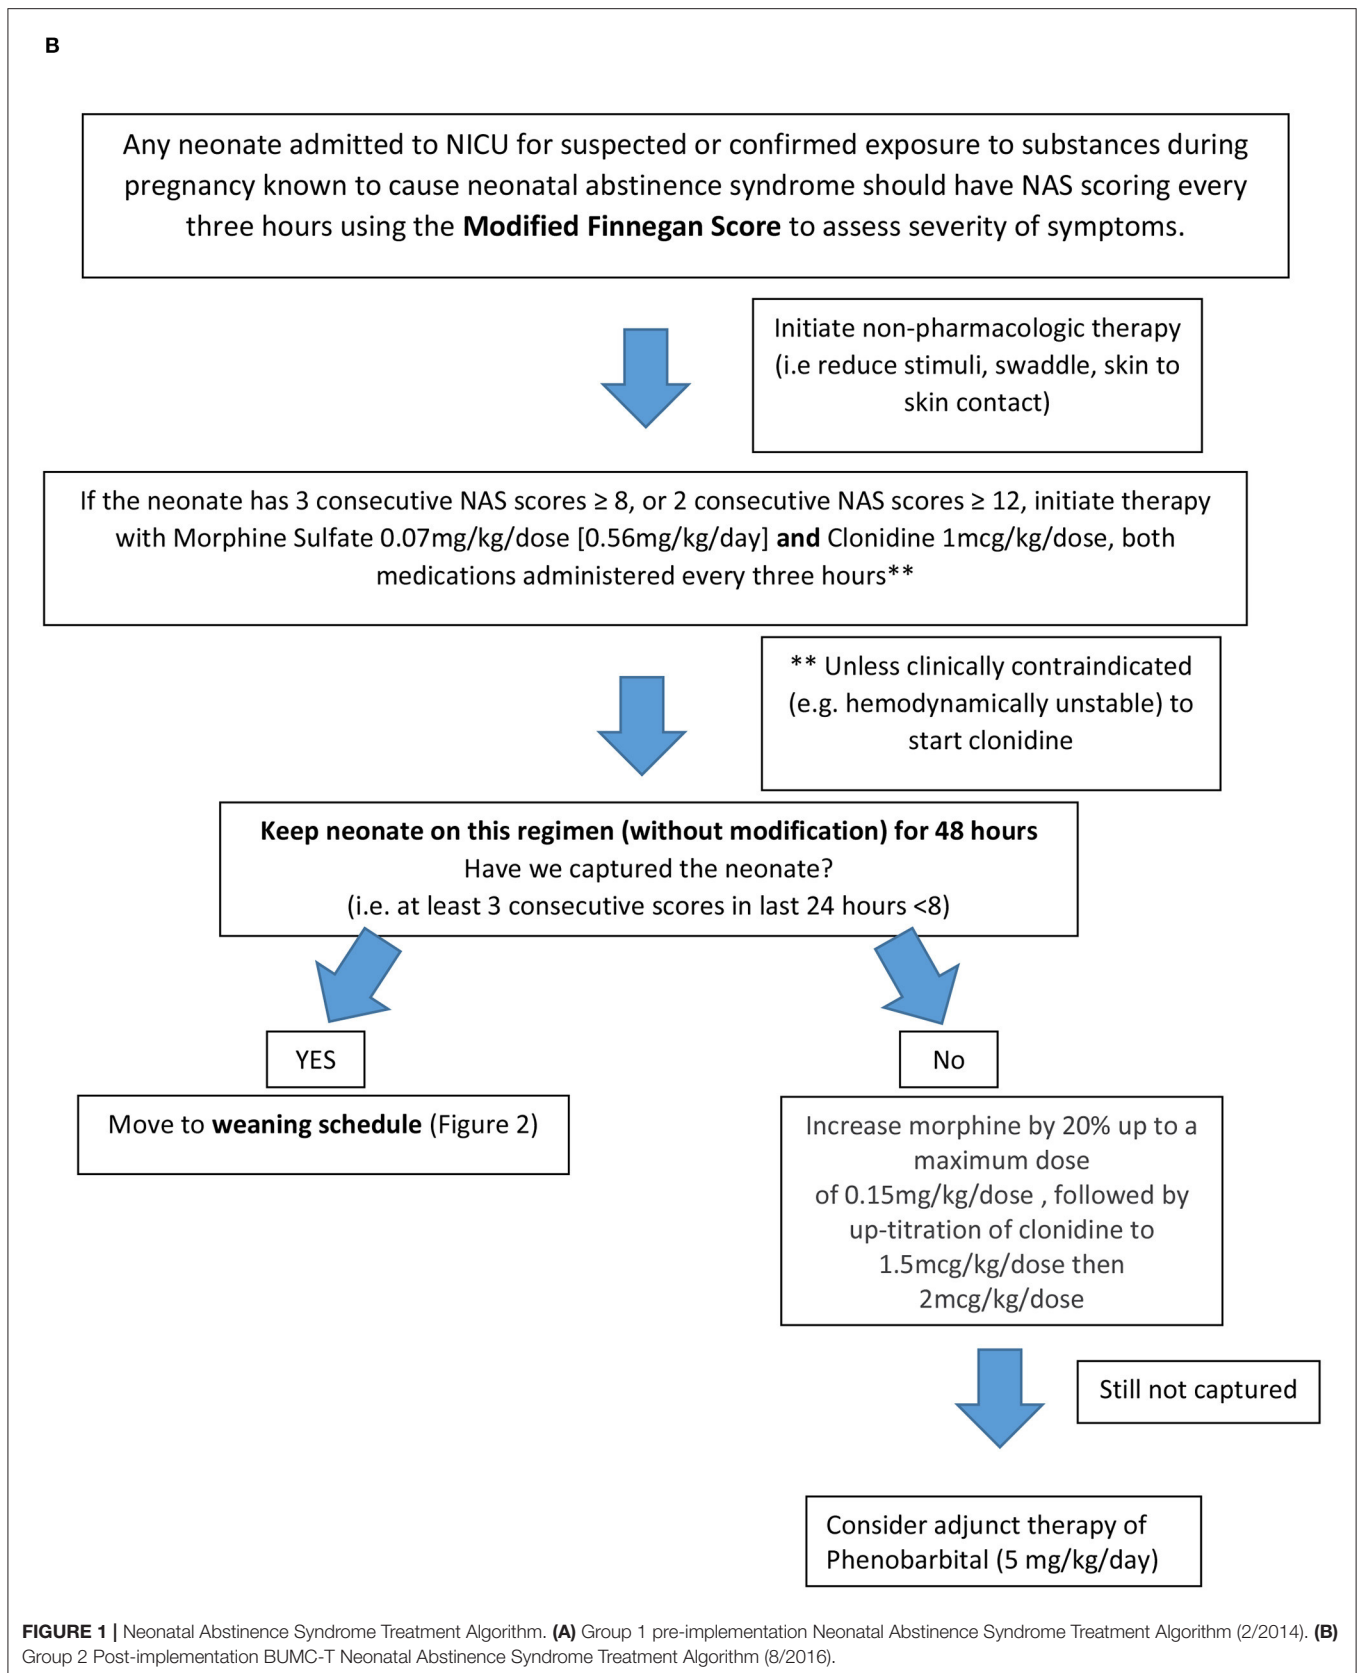 B
Any neonate admitted to NICU for suspected or confirmed exposure to substances during
pregnancy known to cause neonatal abstinence syndrome should have NAS scoring every
three hours using the Modified Finnegan Score to assess severity of symptoms.
Initiate non-pharmacologic therapy
(i.e reduce stimuli, swaddle, skin to
skin contact)
If the neonate has 3 consecutive NAS scores ≥ 8, or 2 consecutive NAS scores ≥ 12, initiate therapy
with Morphine Sulfate 0.07mg/kg/dose [0.56mg/kg/day] and Clonidine 1mcg/kg/dose, both
medications administered every three hours**
** Unless clinically contraindicated
(e.g. hemodynamically unstable) to
start clonidine
Keep neonate on this regimen (without modification) for 48 hours
Have we captured the neonate?
(i.e. at least 3 consecutive scores in last 24 hours <8)
YES
Move to weaning schedule (Figure 2)
No
Increase morphine by 20% up to a
maximum dose
of 0.15mg/kg/dose , followed by
up-titration of clonidine to
1.5mcg/kg/dose then
2mcg/kg/dose
Still not captured
Consider adjunct therapy of
Phenobarbital (5 mg/kg/day)
FIGURE 1 | Neonatal Abstinence Syndrome Treatment Algorithm. (A) Group 1 pre-implementation Neonatal Abstinence Syndrome Treatment Algorithm (2/2014). (B)
Group 2 Post-implementation BUMC-T Neonatal Abstinence Syndrome Treatment Algorithm (8/2016).